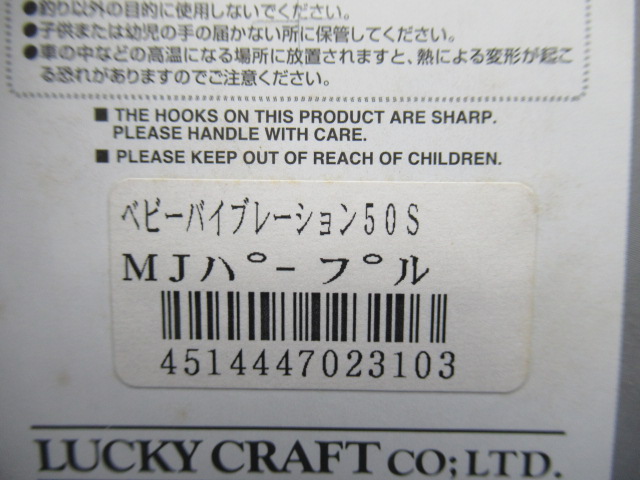 ●釣り以外の目的に使用しないでください。
●子供または幼児の手の届かない所に保管してください。
●車の中などの高温になる場所に放置されますと、熱による変形が起こ
る恐れがありますのでご注意ください。
■ THE HOOKS ON THIS PRODUCT ARE SHARP.
PLEASE HANDLE WITH CARE.
■ PLEASE KEEP OUT OF REACH OF CHILDREN.
ベビーバイブレーション50S
MJパープル
4514447023103
LUCKY CRAFT CO;LTD.